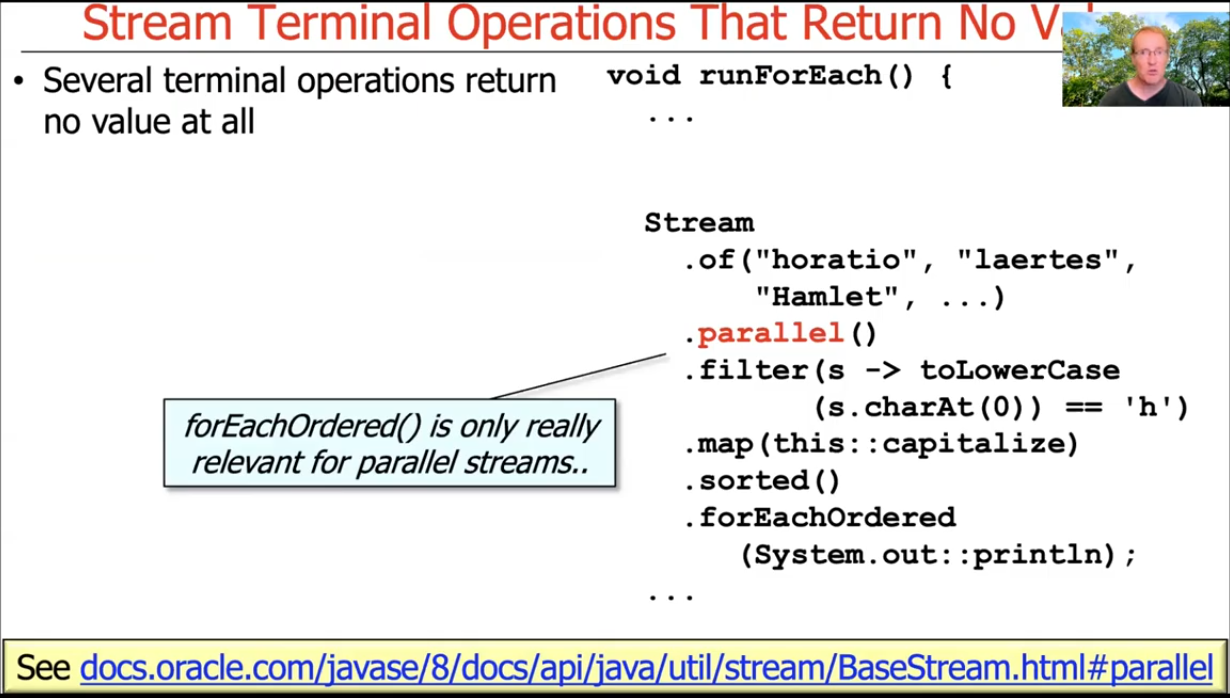 Stream Terminal Operations That Return No
• Several terminal operations return
no value at all
void runForEach() {
...
Stream
.of("horatio", "laertes",
"Hamlet", ...)
.parallel()
.filter(s -> toLowerCase
(s.charAt(0)) == 'h')
.map(this::capitalize)
.sorted()
.forEachOrdered
(System.out::println);
...
forEachOrdered() is only really
relevant for parallel streams..
See docs.oracle.com/javase/8/docs/api/java/util/stream/BaseStream.html#parallel